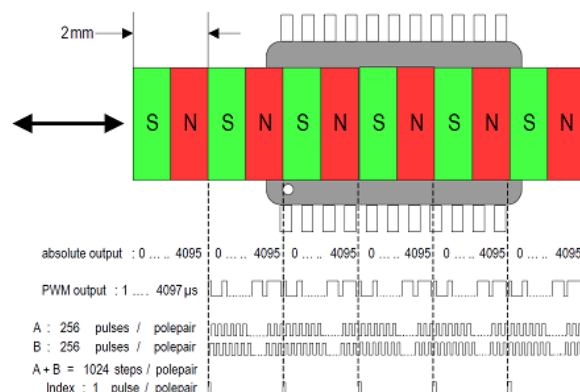 2mm
S N S N S N S N S N S N
absolute output : 0 ..... 4095 0 ..... 4095 0 ..... 4095 0 ..... 4095 0 ..... 4095 0 ..... 4095
PWM output : 1 .... 4097 µs
A : 256 pulses / polepair
B : 256 pulses / polepair
A + B = 1024 steps / polepair
Index : 1 pulse / polepair